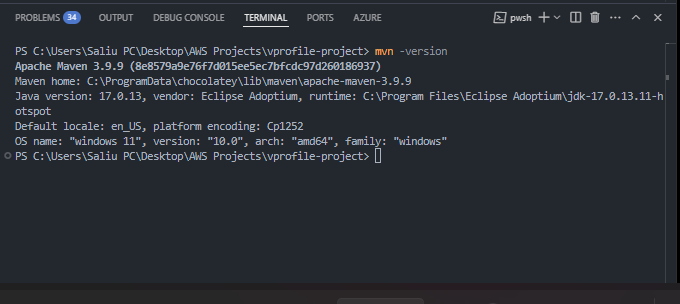 PROBLEMS 34 OUTPUT DEBUG CONSOLE TERMINAL PORTS AZURE pwsh
PS C:\Users\Saliu PC\Desktop\AWS Projects\vprofile-project> mvn -version
Apache Maven 3.9.9 (8e8579a9e76f7d015ee5ec7bfcdc97d260186937)
Maven home: C:\ProgramData\chocolatey\lib\maven\apache-maven-3.9.9
Java version: 17.0.13, vendor: Eclipse Adoptium, runtime: C:\Program Files\Eclipse Adoptium\jdk-17.0.13.11-h
otspot
Default locale: en_US, platform encoding: Cp1252
OS name: "windows 11", version: "10.0", arch: "amd64", family: "windows"
PS C:\Users\Saliu PC\Desktop\AWS Projects\vprofile-project>